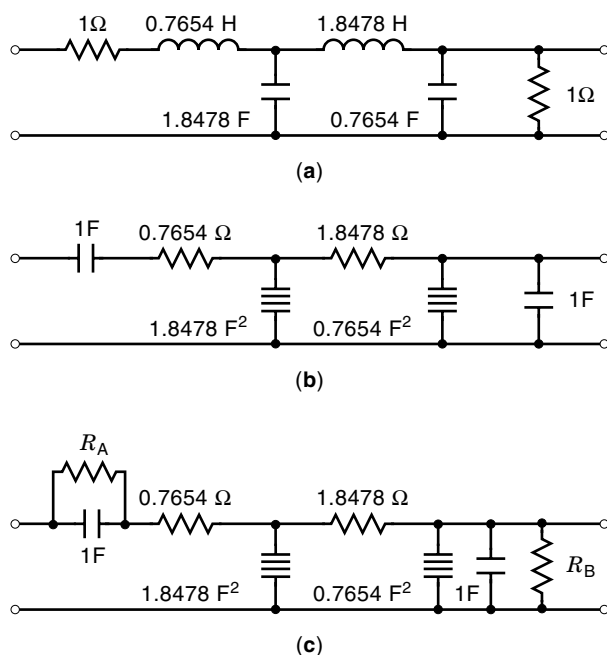 1Ω 0.7654 H 1.8478 H
1Ω
1.8478 F 0.7654 F
(a)
1F 0.7654 Ω 1.8478 Ω
1F
1.8478 F² 0.7654 F²
(b)
R_A
0.7654 Ω 1.8478 Ω
1F
R_B
1.8478 F² 0.7654 F² 1F
(c)